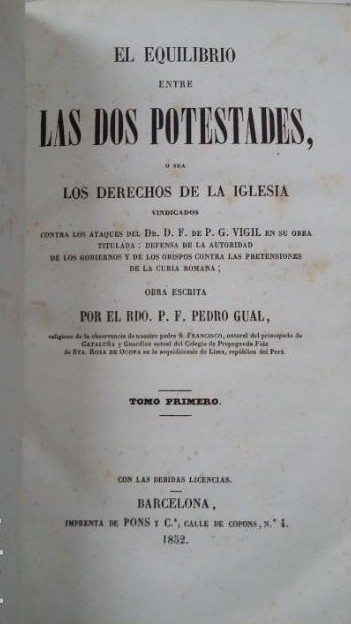 EL EQUILIBRIO
ENTRE
LAS DOS POTESTADES,
Ó SEA
LOS DERECHOS DE LA IGLESIA
VINDICADOS
CONTRA LOS ATAQUES DEL DR. D. F. DE P. G. VIGIL EN SU OBRA
TITULADA: DEFENSA DE LA AUTORIDAD
DE LOS GOBIERNOS Y DE LOS OBISPOS CONTRA LAS PRETENSIONES
DE LA CURIA ROMANA;
OBRA ESCRITA
POR EL RDO. P. F. PEDRO GUAL,
religioso de la observancia de nuestro padre S. FRANCISCO, natural del principado de
CATALUÑA y Guardian actual del Colegio de Propaganda Fide
de STA. ROSA DE OCOPA en la arquidiócesis de Lima, república del Perú.
TOMO PRIMERO.
CON LAS DEBIDAS LICENCIAS.
BARCELONA,
IMPRENTA DE PONS Y C.ª, CALLE DE COPONS, N.º 4.
1852.